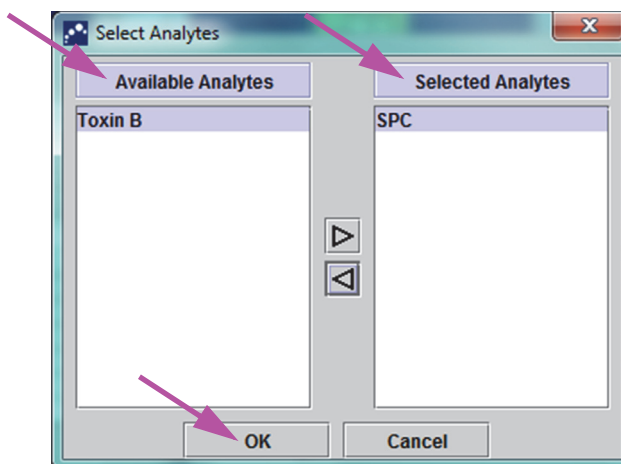 Select Analytes
Available Analytes
Selected Analytes
Toxin B
SPC
OK
Cancel